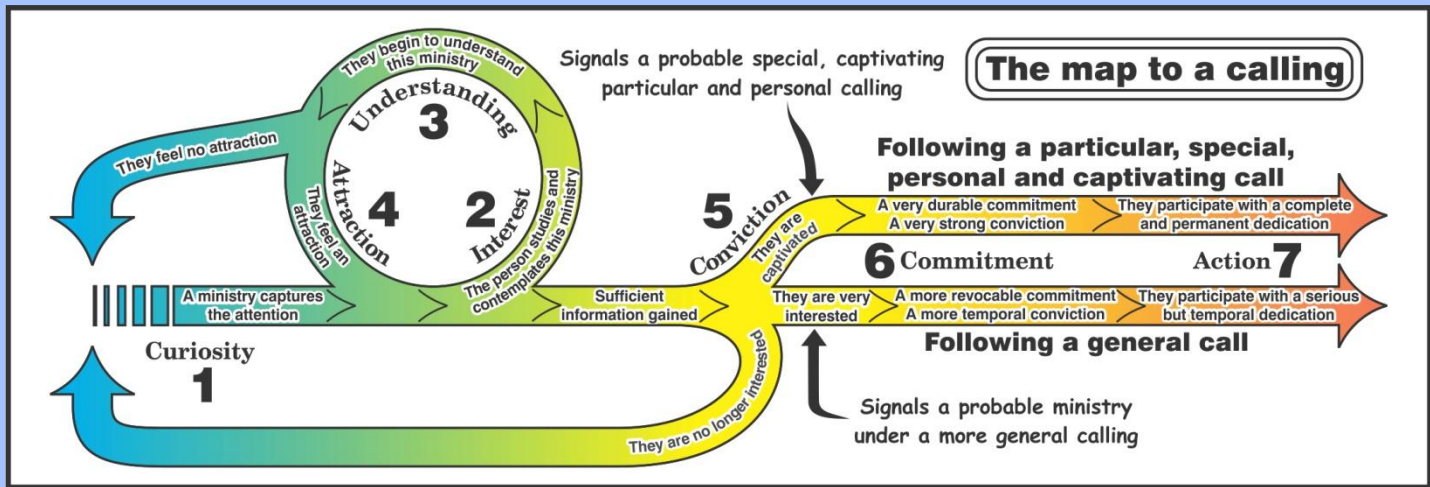 The map to a calling
A ministry captures
the attention
Curiosity
1
The person studies and
contemplates this ministry
Interest
2
They begin to understand
this ministry
Understanding
3
They feel no attraction
They feel an
attraction
Attraction
4
Sufficient
information gained
Conviction
5
They are no longer interested
Signals a probable special, captivating
particular and personal calling
They are
captivated
Following a particular, special,
personal and captivating call
A very durable commitment
A very strong conviction
They participate with a complete
and permanent dedication
6 Commitment
Action 7
They are very
interested
A more revocable commitment
A more temporal conviction
They participate with a serious
but temporal dedication
Following a general call
Signals a probable ministry
under a more general calling